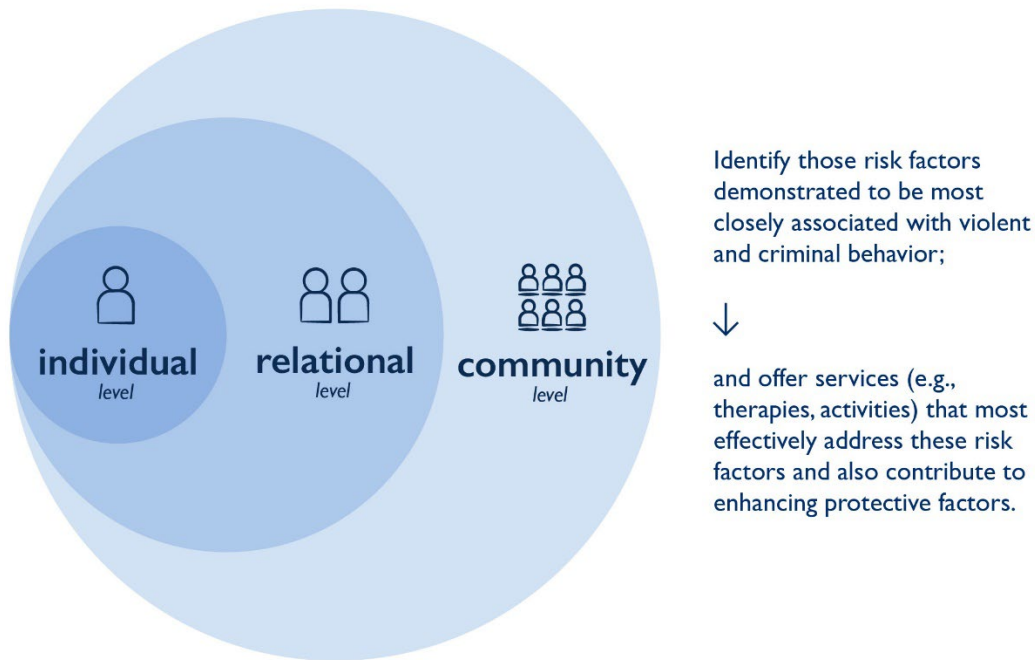 individual
level
relational
level
community
level
Identify those risk factors
demonstrated to be most
closely associated with violent
and criminal behavior;
and offer services (e.g.,
therapies, activities) that most
effectively address these risk
factors and also contribute to
enhancing protective factors.